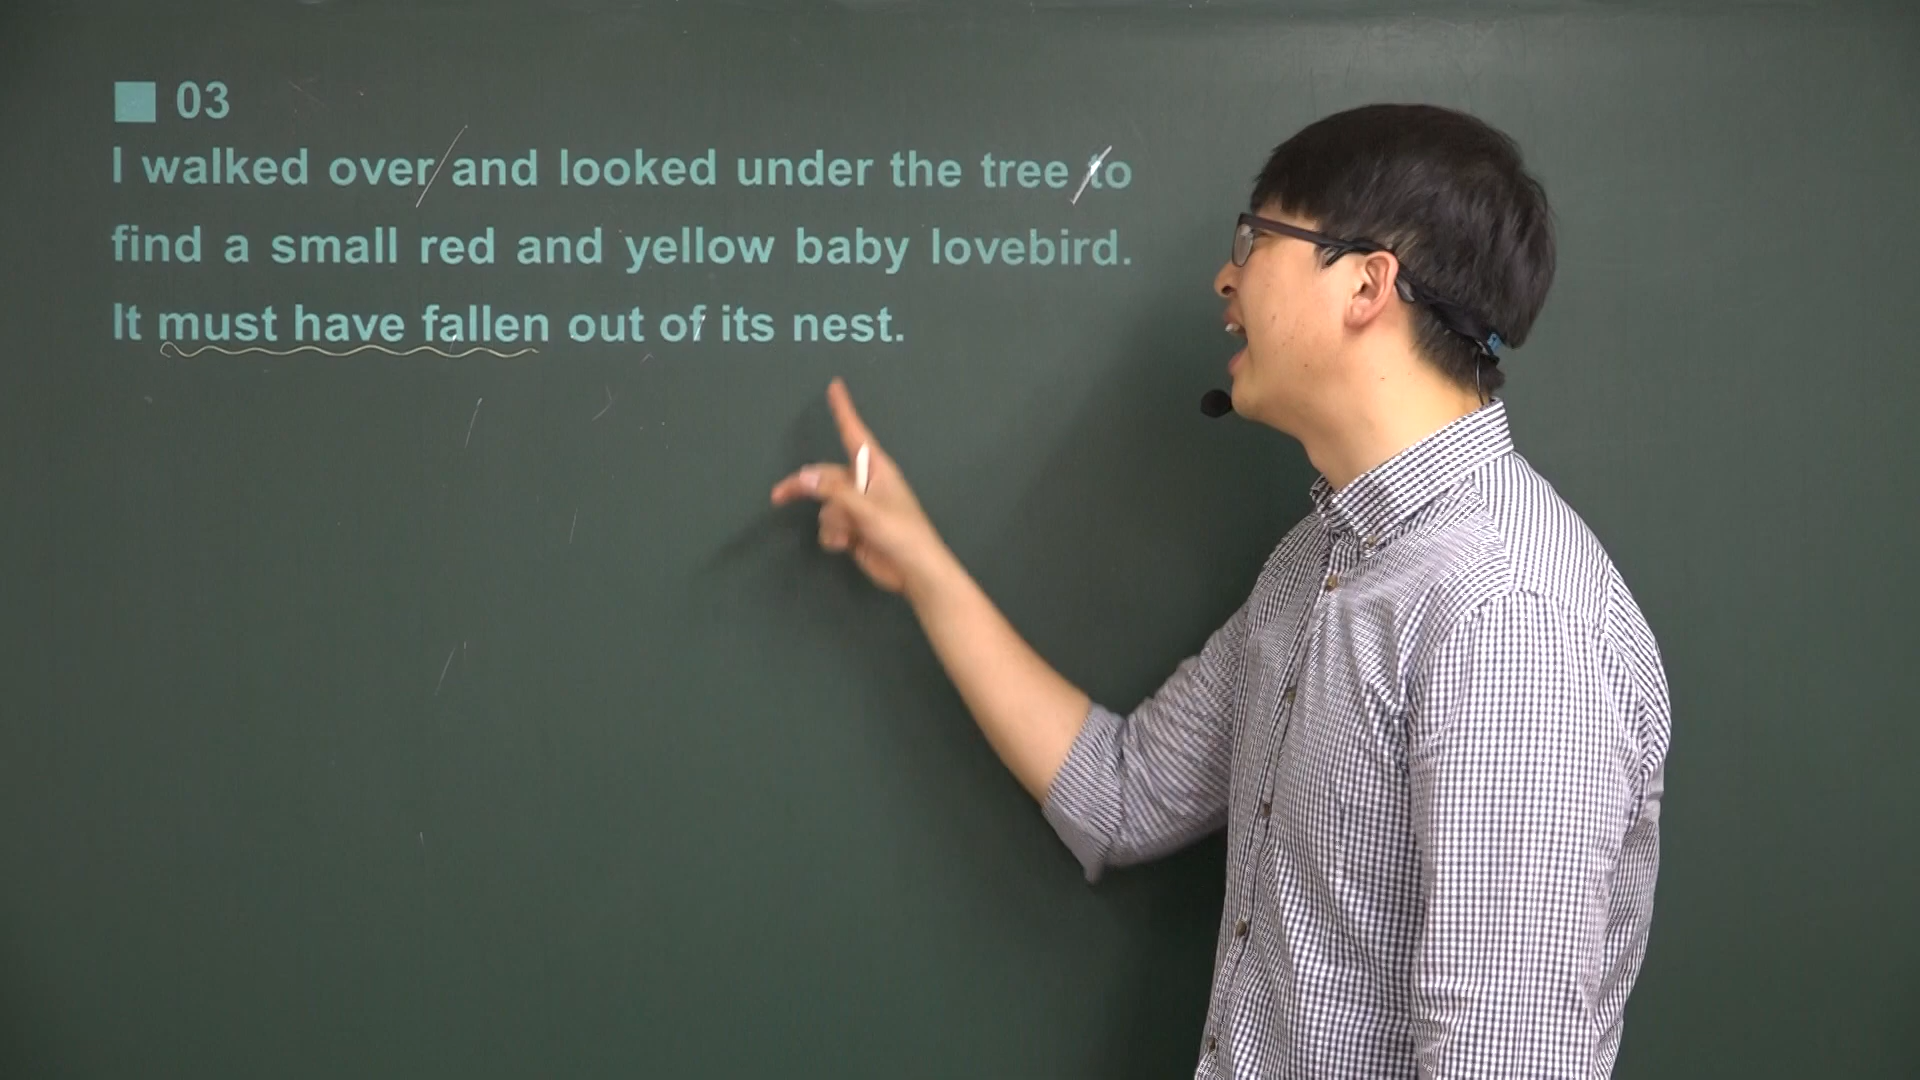 ■ 03
I walked over and looked under the tree to
find a small red and yellow baby lovebird.
It must have fallen out of its nest.